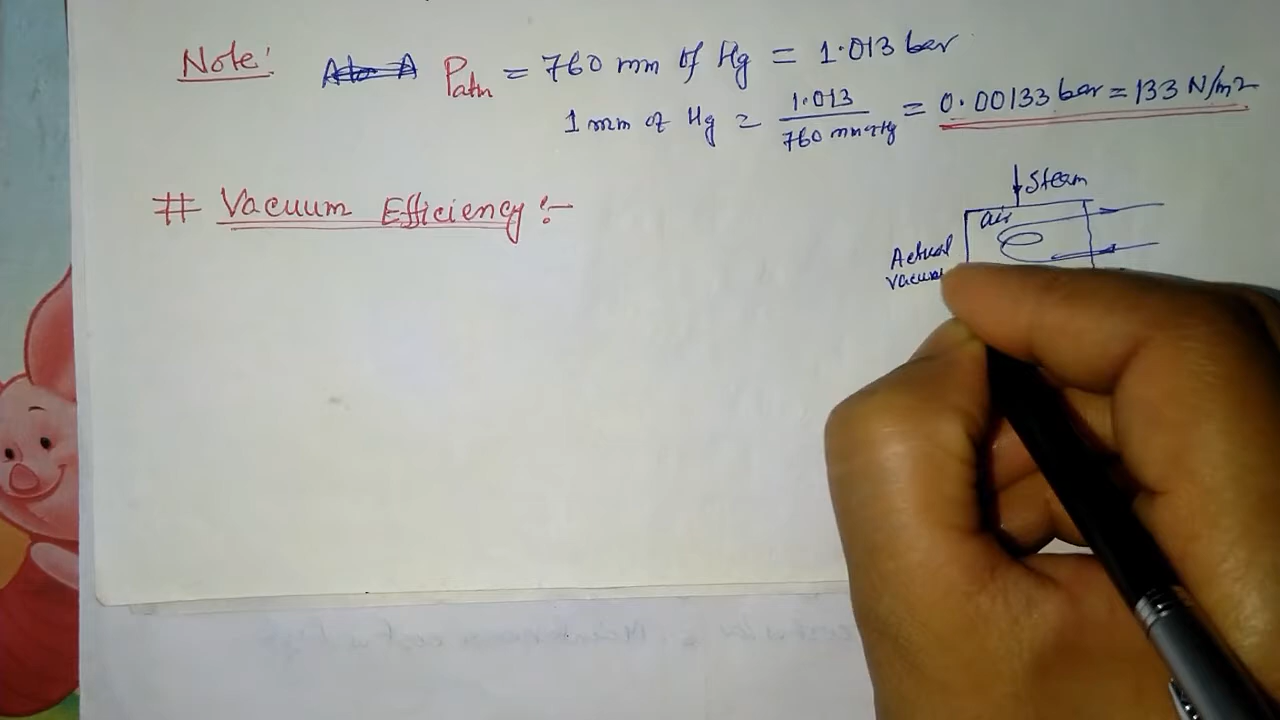 Note: Patm = 760 mm of Hg = 1.013 bar
1 mm of Hg = 1.013 / 760 mm of Hg = 0.00133 bar = 133 N/m2
# Vacuum Efficiency :-
Steam
air
Actual
vacuum